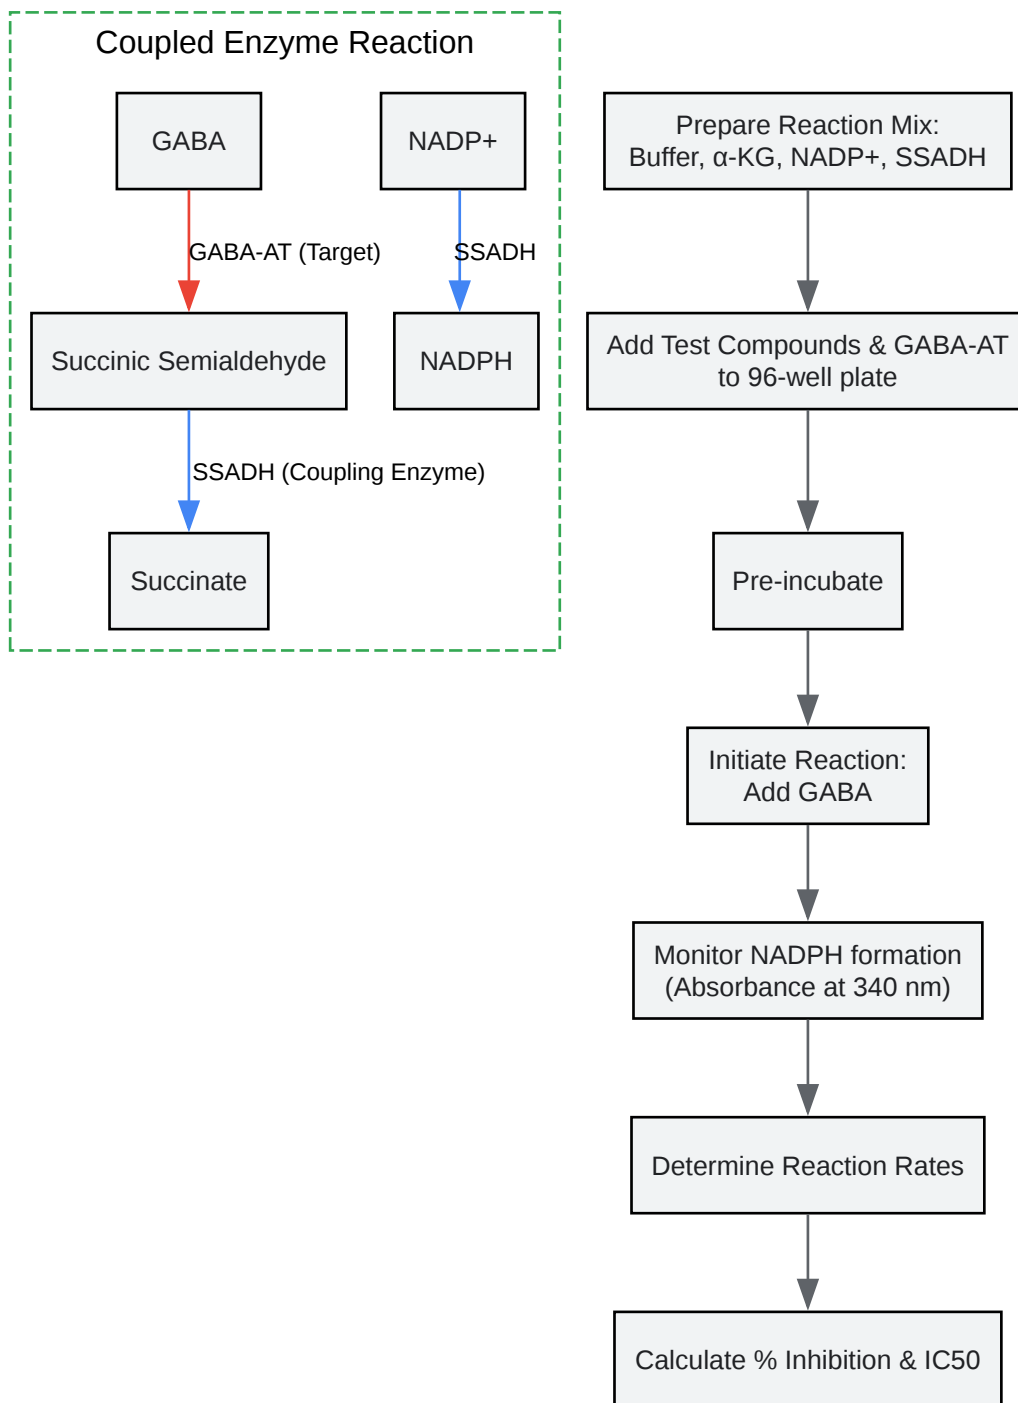 Coupled Enzyme Reaction
GABA
NADP+
GABA-AT (Target)
SSADH
Succinic Semialdehyde
NADPH
SSADH (Coupling Enzyme)
Succinate
Prepare Reaction Mix:
Buffer, α-KG, NADP+, SSADH
Add Test Compounds & GABA-AT
to 96-well plate
Pre-incubate
Initiate Reaction:
Add GABA
Monitor NADPH formation
(Absorbance at 340 nm)
Determine Reaction Rates
Calculate % Inhibition & IC50